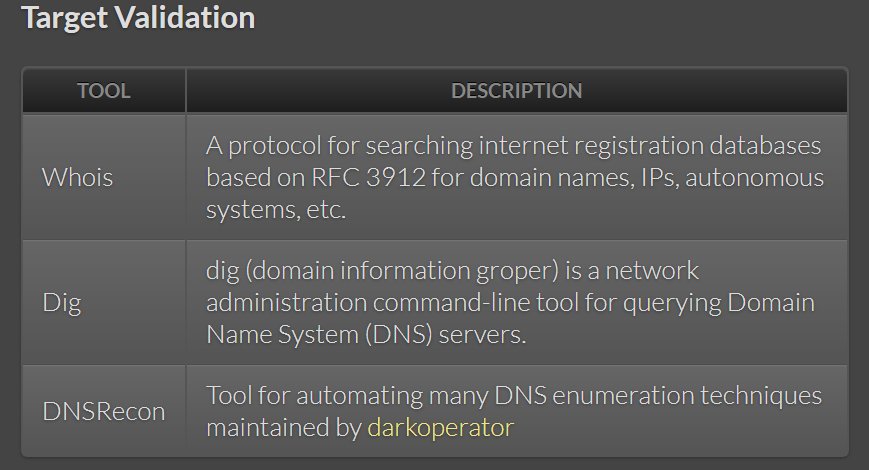 Target Validation
TOOL
DESCRIPTION
Whois
A protocol for searching internet registration databases
based on RFC 3912 for domain names, IPs, autonomous
systems, etc.
Dig
dig (domain information groper) is a network
administration command-line tool for querying Domain
Name System (DNS) servers.
DNSRecon
Tool for automating many DNS enumeration techniques
maintained by darkoperator